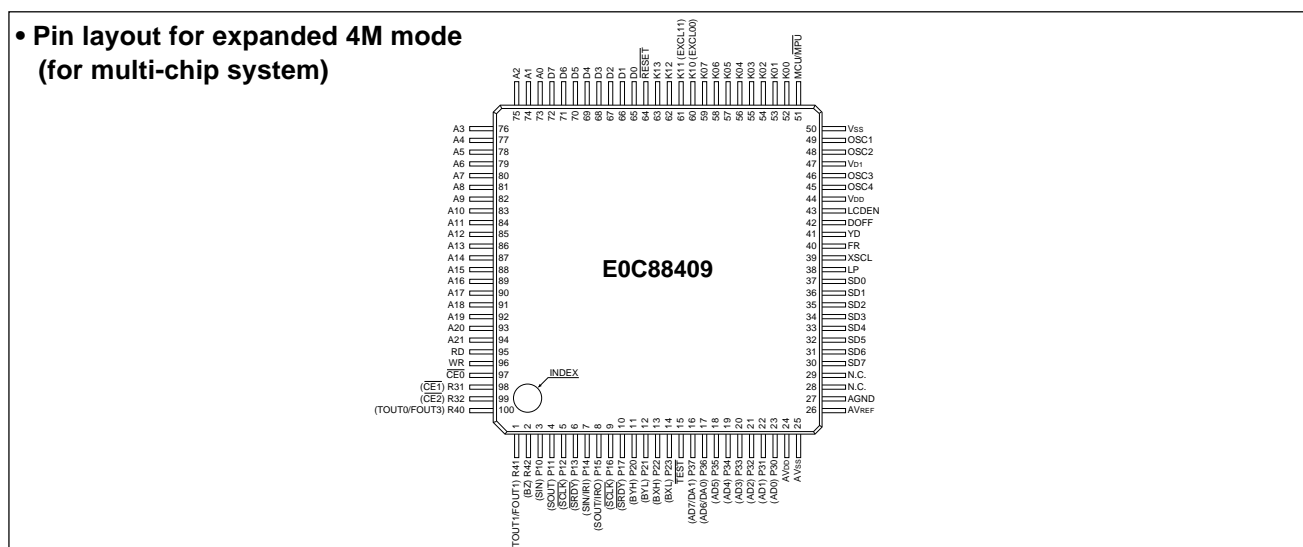 • Pin layout for expanded 4M mode
(for multi-chip system)
A2
A1
A0
D7
D6
D5
D4
D3
D2
D1
D0
RESET
K13
K12
K11 (EXCL11)
K10 (EXCL00)
K07
K06
K05
K04
K03
K02
K01
K00
MCU/MPU
75
74
73
72
71
70
69
68
67
66
65
64
63
62
61
60
59
58
57
56
55
54
53
52
51
A3 76
A4 77
A5 78
A6 79
A7 80
A8 81
A9 82
A10 83
A11 84
A12 85
A13 86
A14 87
A15 88
A16 89
A17 90
A18 91
A19 92
A20 93
A21 94
RD 95
WR 96
CE0 97
(CE1) R31 98
(CE2) R32 99
(TOUT0/FOUT3) R40 100
E0C88409
INDEX
50 VSS
49 OSC1
48 OSC2
47 VD1
46 OSC3
45 OSC4
44 VDD
43 LCDEN
42 DOFF
41 YD
40 FR
39 XSCL
38 LP
37 SD0
36 SD1
35 SD2
34 SD3
33 SD4
32 SD5
31 SD6
30 SD7
29 N.C.
28 N.C.
27 AGND
26 AVREF
1
2
3
4
5
6
7
8
9
10
11
12
13
14
15
16
17
18
19
20
21
22
23
24
25
(TOUT1/FOUT1) R41
(BZ) R42
(SIN) P10
(SOUT) P11
(SCLK) P12
(SRDY) P13
(SIN/IRI) P14
(SOUT/IRO) P15
(SCLK) P16
(SRDY) P17
(BYH) P20
(BYL) P21
(BXH) P22
(BXL) P23
TEST
(AD7/DA1) P37
(AD6/DA0) P36
(AD5) P35
(AD4) P34
(AD3) P33
(AD2) P32
(AD1) P31
(AD0) P30
AVDD
AVSS